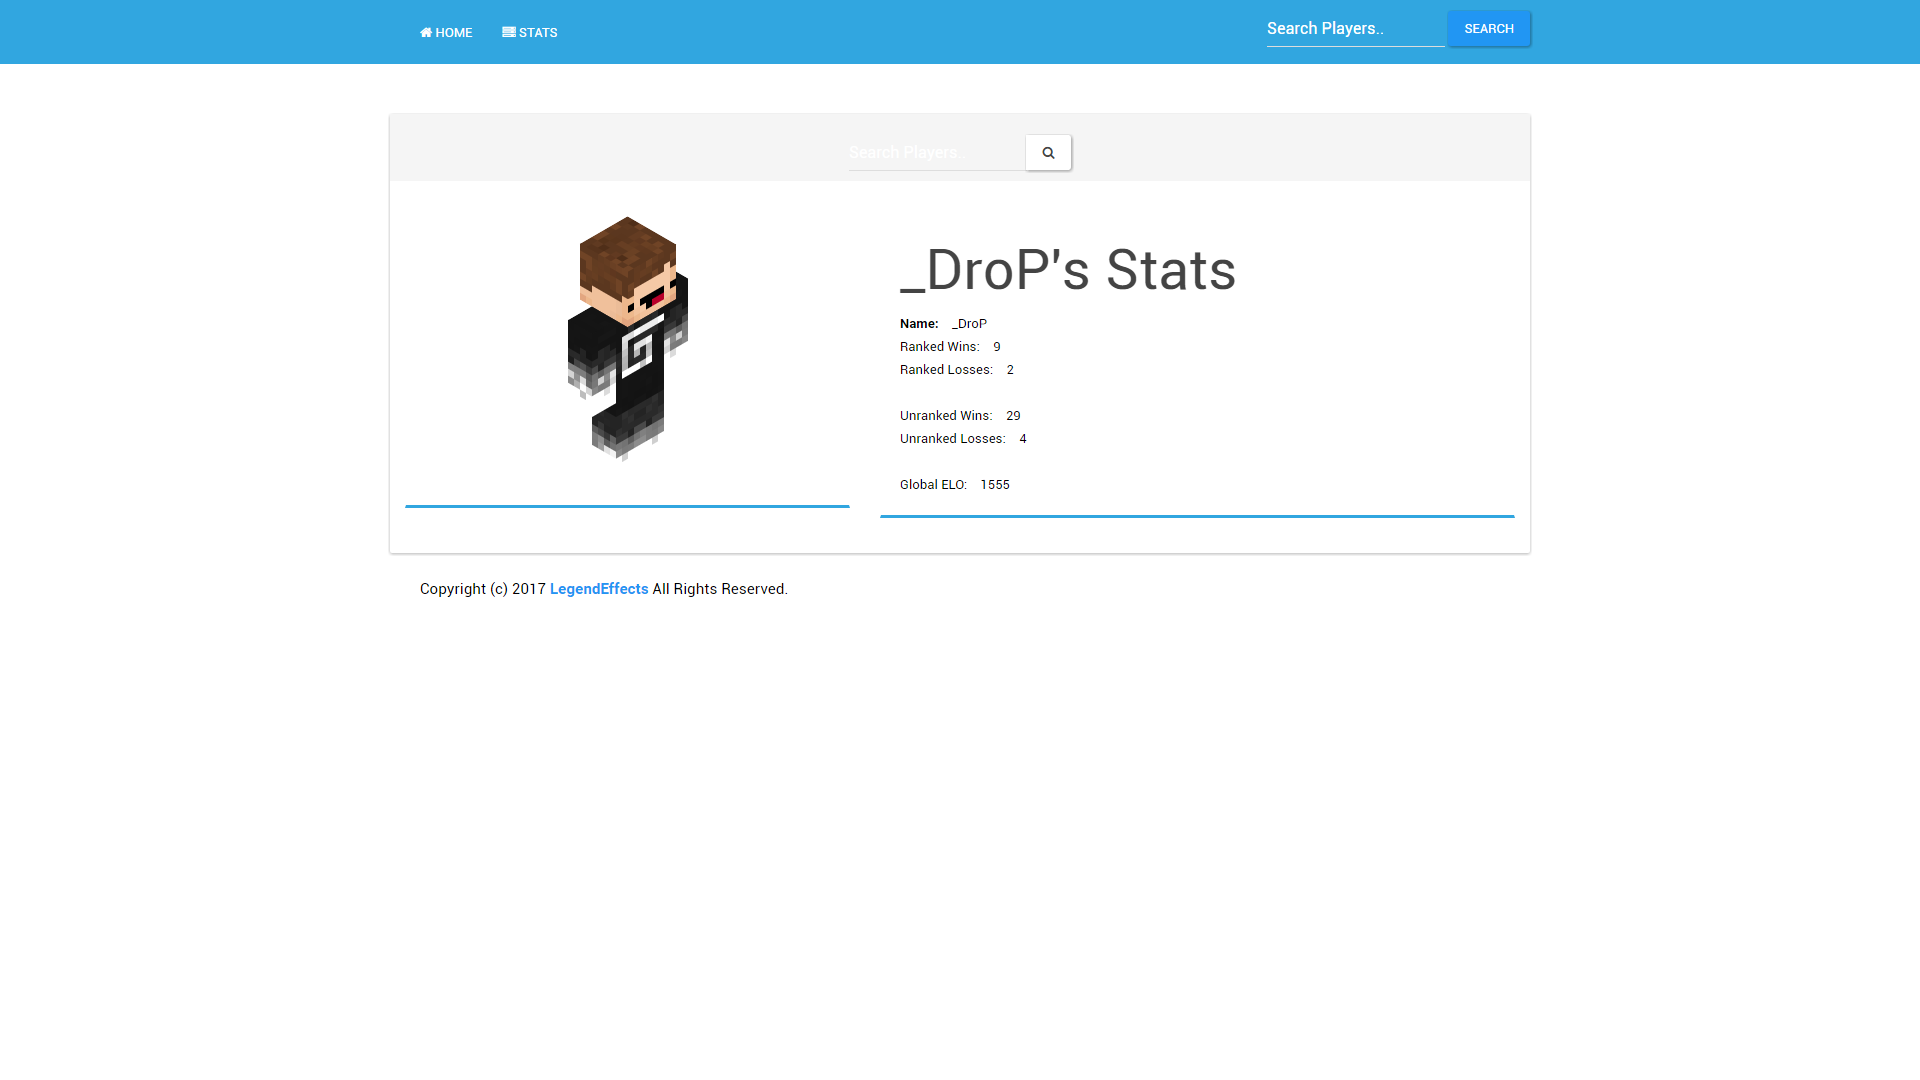 HOME
STATS
Search Players..
SEARCH
Search Players..
_DroP's Stats
Name: _DroP
Ranked Wins: 9
Ranked Losses: 2
Unranked Wins: 29
Unranked Losses: 4
Global ELO: 1555
Copyright (c) 2017 LegendEffects All Rights Reserved.